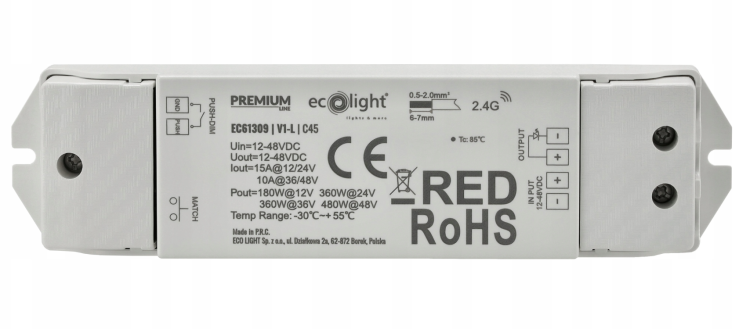 GND
PUSH
PUSH-DIM
MATCH
PREMIUM
LINE
ecolight®
lights & more
EC61309 | V1-L | C45
Uin=12-48VDC
Uout=12-48VDC
Iout=15A@12/24V
10A@36/48V
Pout=180W@12V 360W@24V
360W@36V 480W@48V
Temp Range: -30℃~+55℃
Made in P.R.C.
ECO LIGHT Sp. z o.o., ul. Działkowa 2a, 62-872 Borek, Polska
0.5-2.0mm²
6-7mm
2.4G
Tc: 85℃
CE
RED
RoHS
OUTPUT
IN PUT
12-48VDC
-
+
+
-